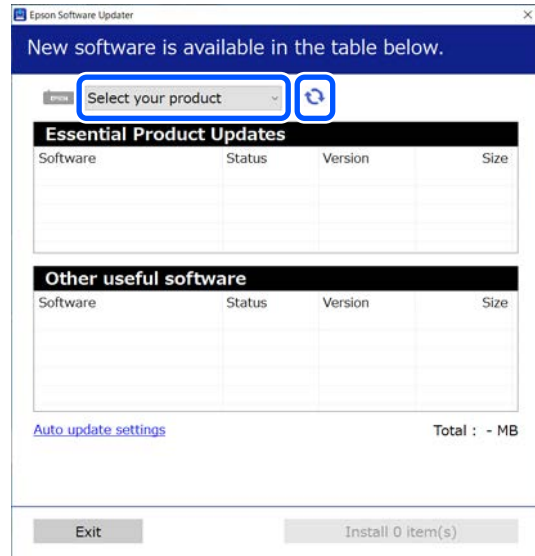 Epson Software Updater
New software is available in the table below.
EPSON Select your product
Essential Product Updates
Software Status Version Size
Other useful software
Software Status Version Size
Auto update settings Total : - MB
Exit Install 0 item(s)